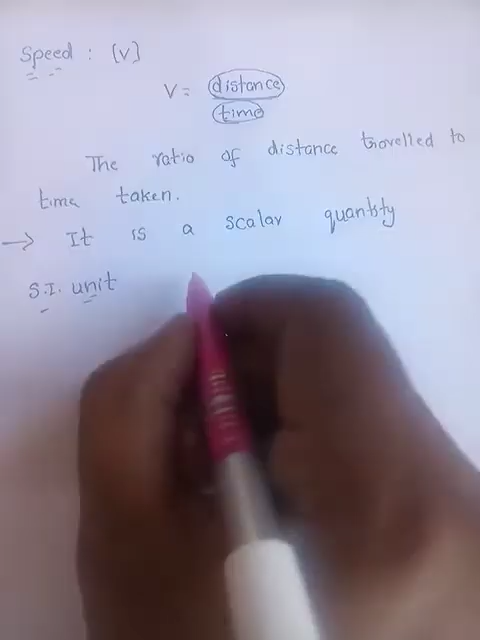 Speed : (v)
V = distance
time
The ratio of distance travelled to
time taken.
→ It is a scalar quantity
S.I. unit